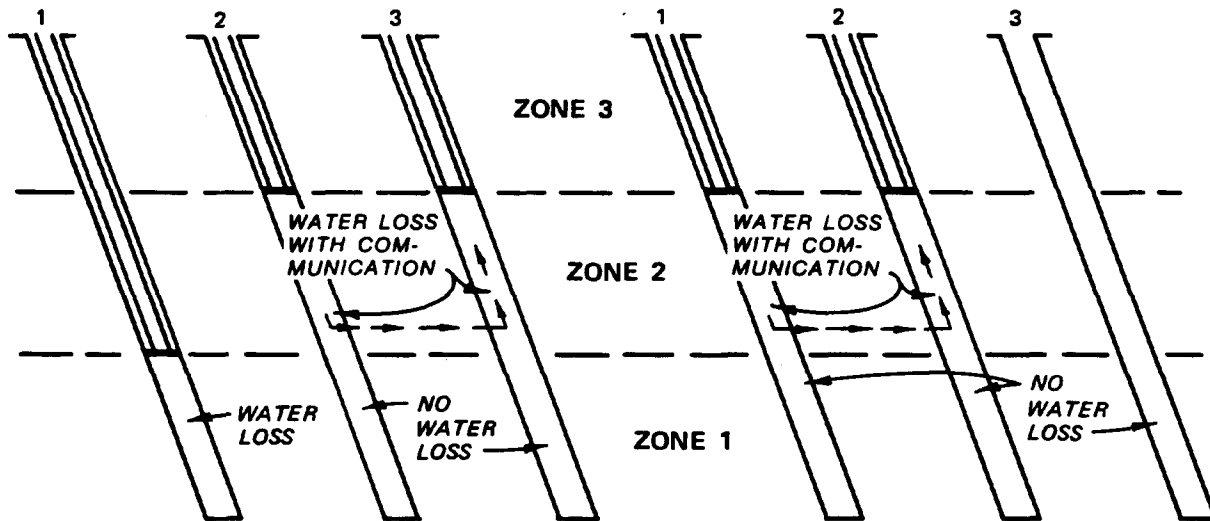 1
2
3
1
2
3
ZONE 3
WATER LOSS
WITH COM-
MUNICATION
ZONE 2
WATER LOSS
WITH COM-
MUNICATION
WATER
LOSS
NO
WATER
LOSS
ZONE 1
NO
WATER
LOSS